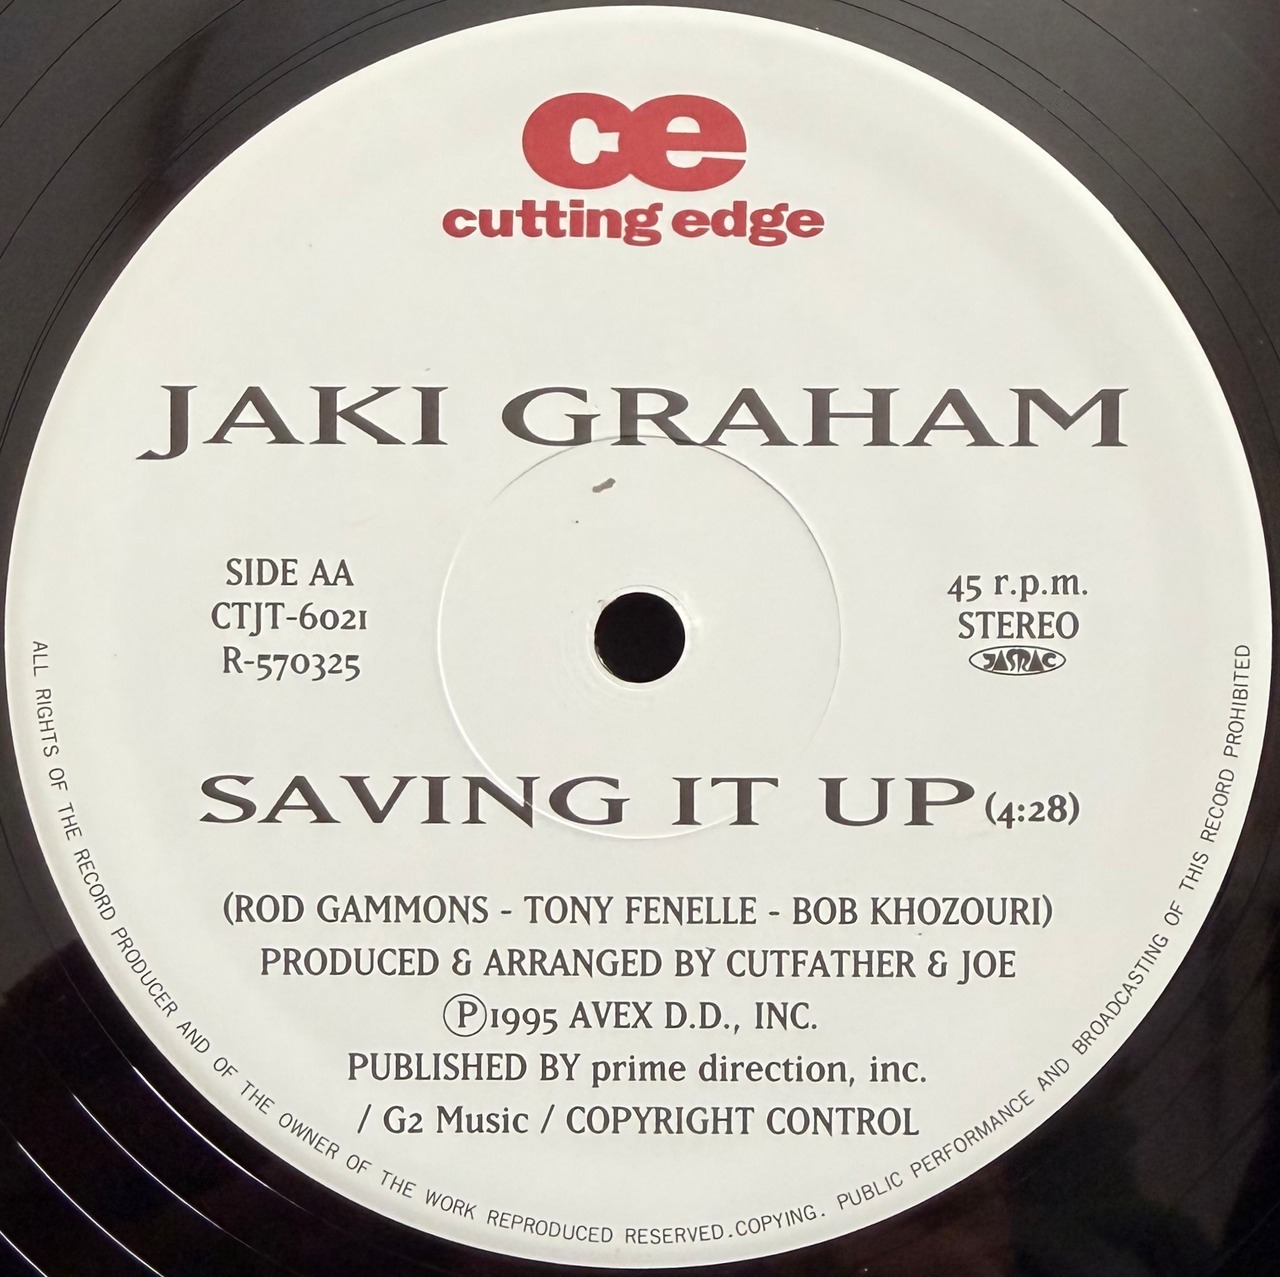 ce
cutting edge
JAKI GRAHAM
SIDE AA
CTJT-6021
R-570325
45 r.p.m.
STEREO
JASRAC
SAVING IT UP (4:28)
(ROD GAMMONS - TONY FENELLE - BOB KHOZOURI)
PRODUCED & ARRANGED BY CUTFATHER & JOE
Ⓟ1995 AVEX D.D., INC.
PUBLISHED BY prime direction, inc.
/ G2 Music / COPYRIGHT CONTROL
ALL RIGHTS OF THE RECORD PRODUCER AND OF THE OWNER OF THE WORK REPRODUCED RESERVED.COPYING. PUBLIC PERFORMANCE AND BROADCASTING OF THIS RECORD PROHIBITED